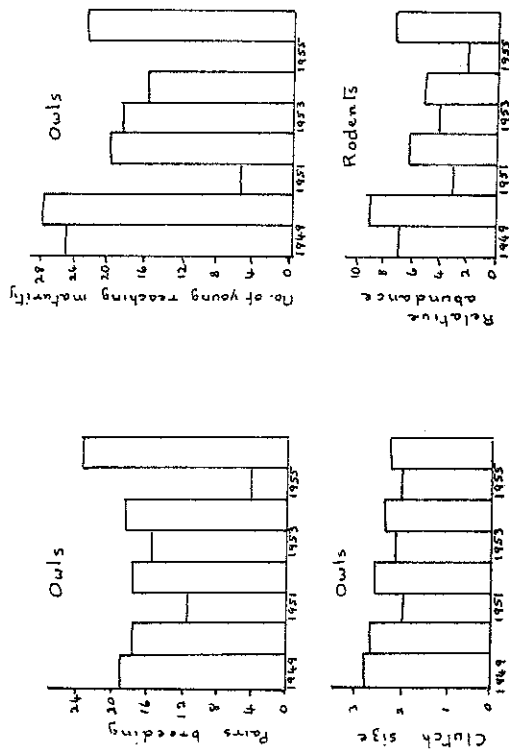 Owls
Pairs breeding
20
16
12
8
4
0
1949 1951 1953 1955
Owls
No. of young reaching maturity
28
24
20
16
12
8
4
0
1949 1951 1953 1955
Owls
Clutch size
3
2
1
0
1949 1951 1953 1955
Rodents
Relative
abundance
10
8
6
4
2
0
1949 1951 1953 1955